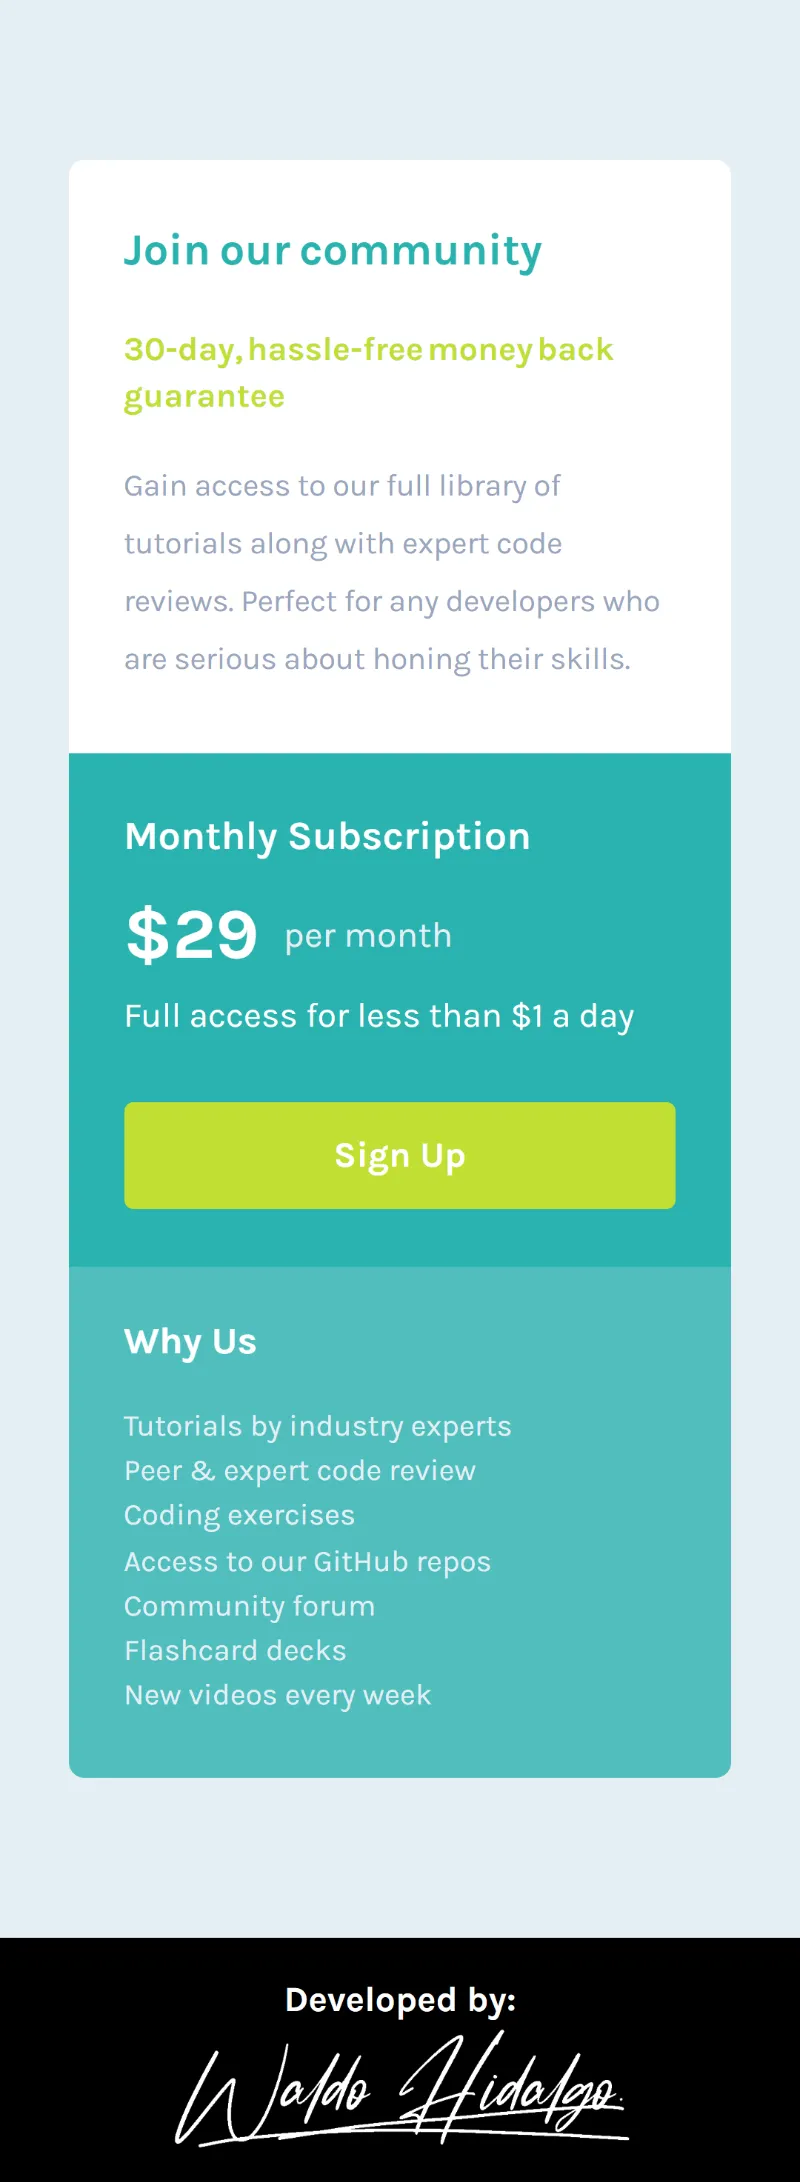 Join our community
30-day, hassle-free money back
guarantee
Gain access to our full library of
tutorials along with expert code
reviews. Perfect for any developers who
are serious about honing their skills.
Monthly Subscription
$29 per month
Full access for less than $1 a day
Sign Up
Why Us
Tutorials by industry experts
Peer & expert code review
Coding exercises
Access to our GitHub repos
Community forum
Flashcard decks
New videos every week
Developed by:
Waldo Hidalgo.